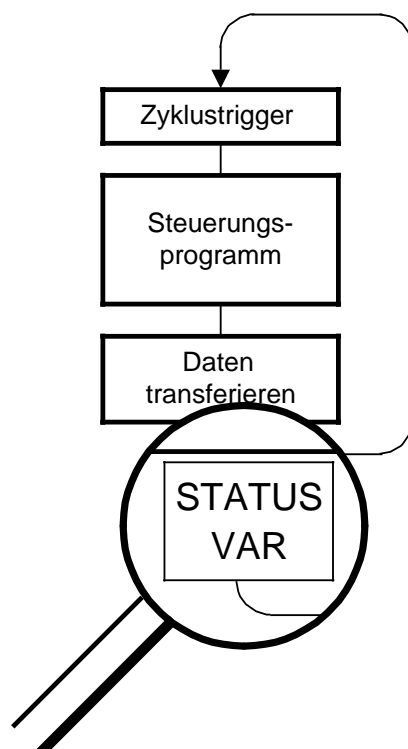 Zyklustrigger
Steuerungs-
programm
Daten
transferieren
STATUS
VAR